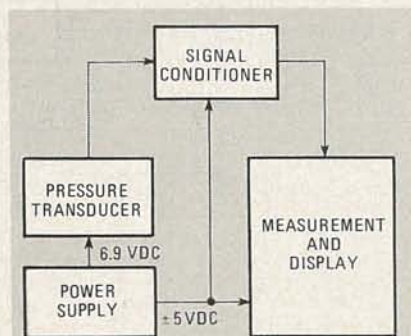 SIGNAL
CONDITIONER
PRESSURE
TRANSDUCER
6.9 VDC
POWER
SUPPLY
±5VDC
MEASUREMENT
AND
DISPLAY